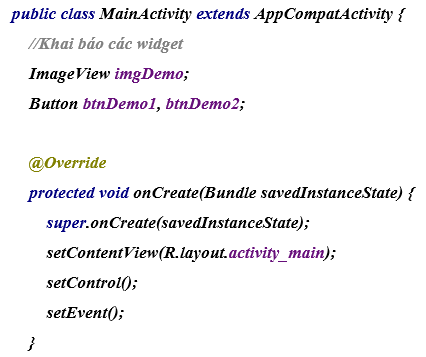 public class MainActivity extends AppCompatActivity {
//Khai báo các widget
ImageView imgDemo;
Button btnDemo1, btnDemo2;
@Override
protected void onCreate(Bundle savedInstanceState) {
super.onCreate(savedInstanceState);
setContentView(R.layout.activity_main);
setControl();
setEvent();
}